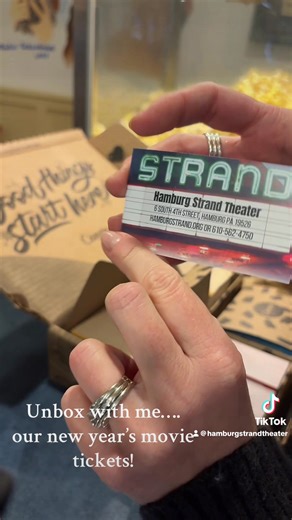 Good things
start here
STRAND
Hamburg Strand Theater
6 SOUTH 4TH STREET, HAMBURG PA 19526
HAMBURGSTRAND.ORG OR 610-562-4750
Unbox with me....
our new year's movie
tickets!
TikTok
@hamburgstrandtheater